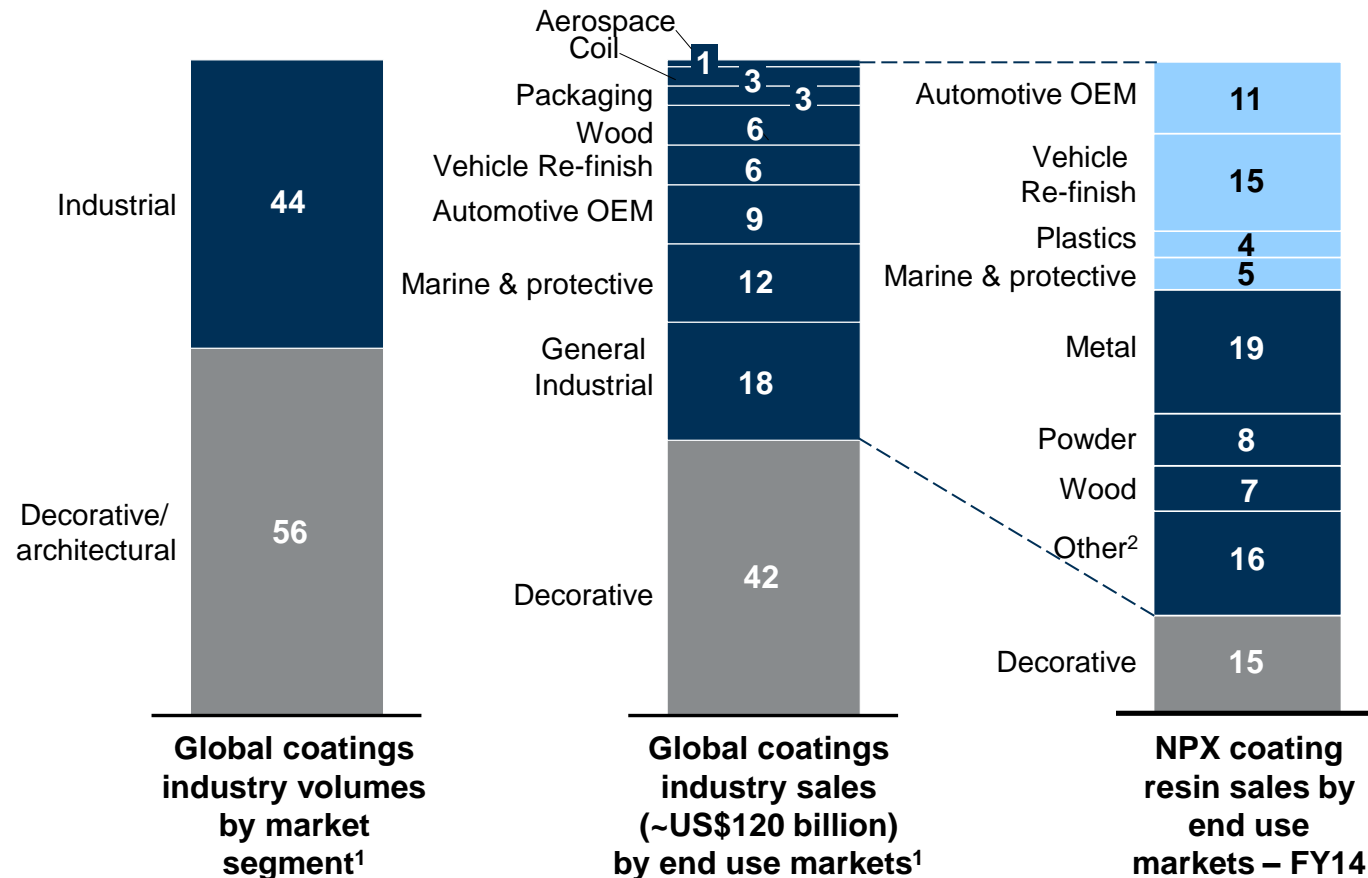 Industrial
44
Decorative/
architectural
56
Global coatings
industry volumes
by market
segment¹
Aerospace
1
Coil
3
Packaging
3
Wood
6
Vehicle Re-finish
6
Automotive OEM
9
Marine & protective
12
General
Industrial
18
Decorative
42
Global coatings
industry sales
(~US$120 billion)
by end use markets¹
Automotive OEM
11
Vehicle
Re-finish
15
Plastics
4
Marine & protective
5
Metal
19
Powder
8
Wood
7
Other²
16
Decorative
15
NPX coating
resin sales by
end use
markets – FY14